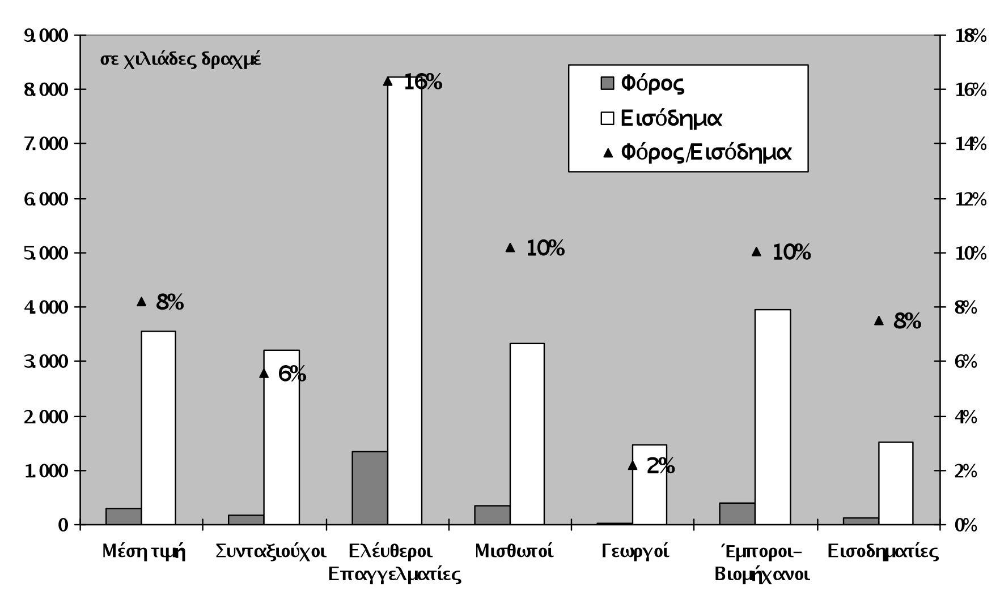 9.000
8.000
7.000
6.000
5.000
4.000
3.000
2.000
1.000
0
18%
16%
14%
12%
10%
8%
6%
4%
2%
0%
σε χιλιάδες δραχμέ
Φόρος
Εισόδημα
Φόρος/Εισόδημα
8%
6%
16%
10%
2%
10%
8%
Μέση τιμή
Συνταξιούχοι
Ελέυθεροι
Επαγγελματίες
Μισθωτοί
Γεωργοί
Έμποροι–
Βιομήχανοι
Εισοδηματίες